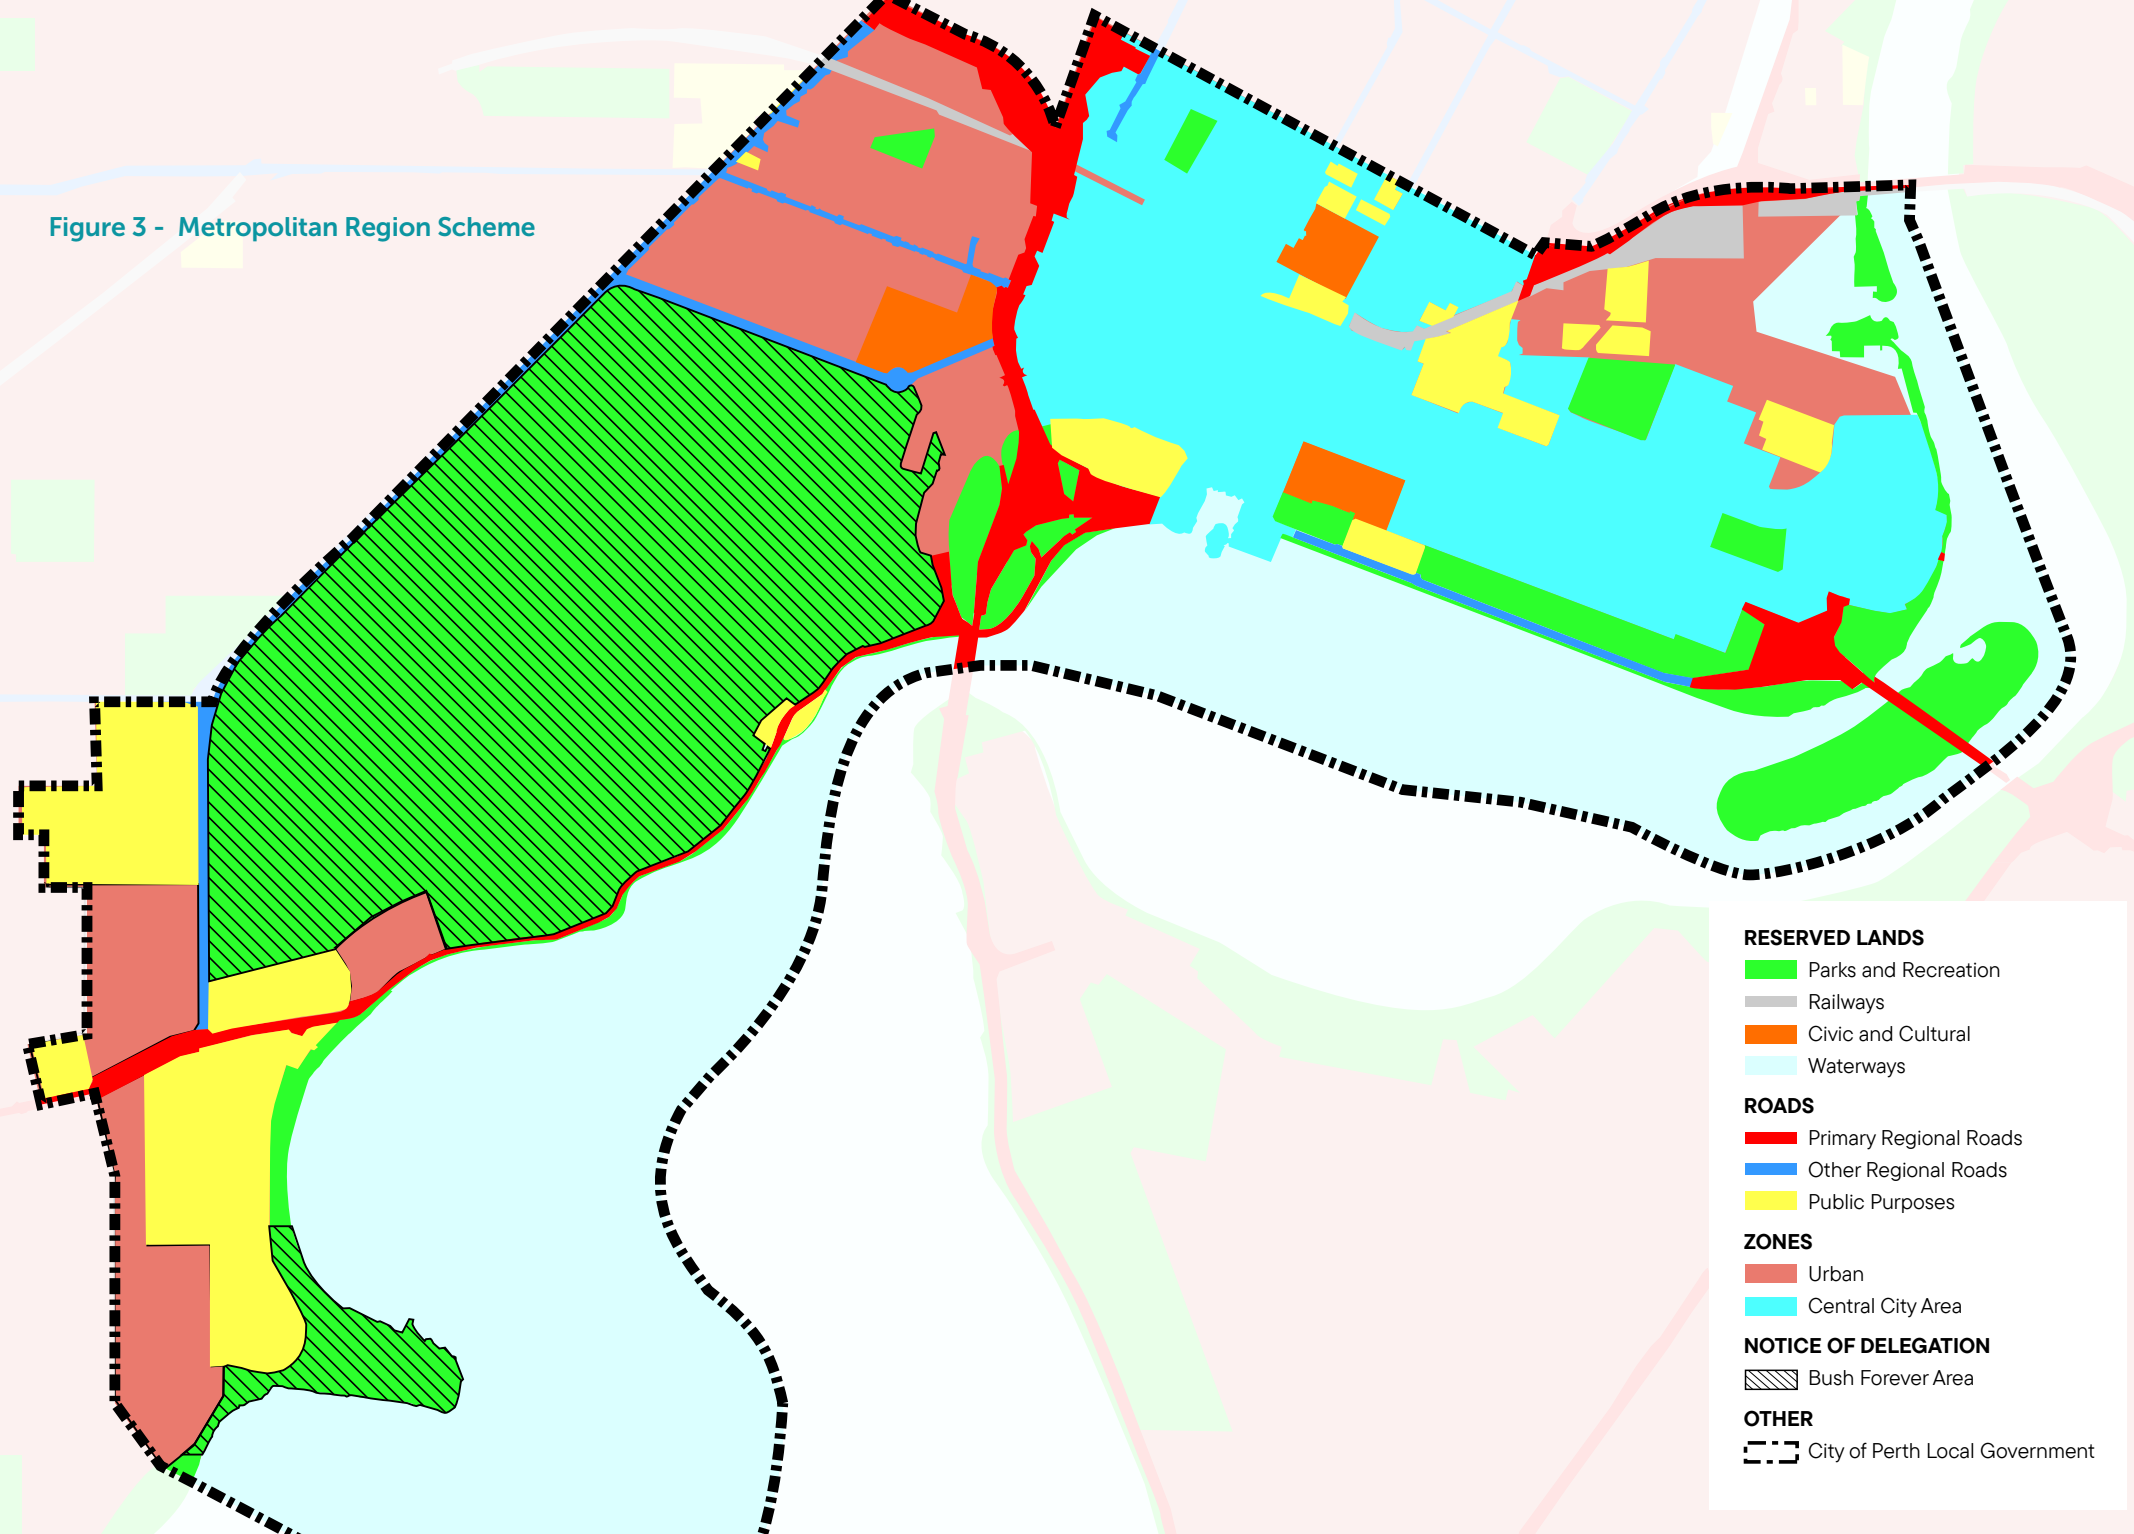 Figure 3 - Metropolitan Region Scheme
RESERVED LANDS
Parks and Recreation
Railways
Civic and Cultural
Waterways
ROADS
Primary Regional Roads
Other Regional Roads
Public Purposes
ZONES
Urban
Central City Area
NOTICE OF DELEGATION
Bush Forever Area
OTHER
City of Perth Local Government